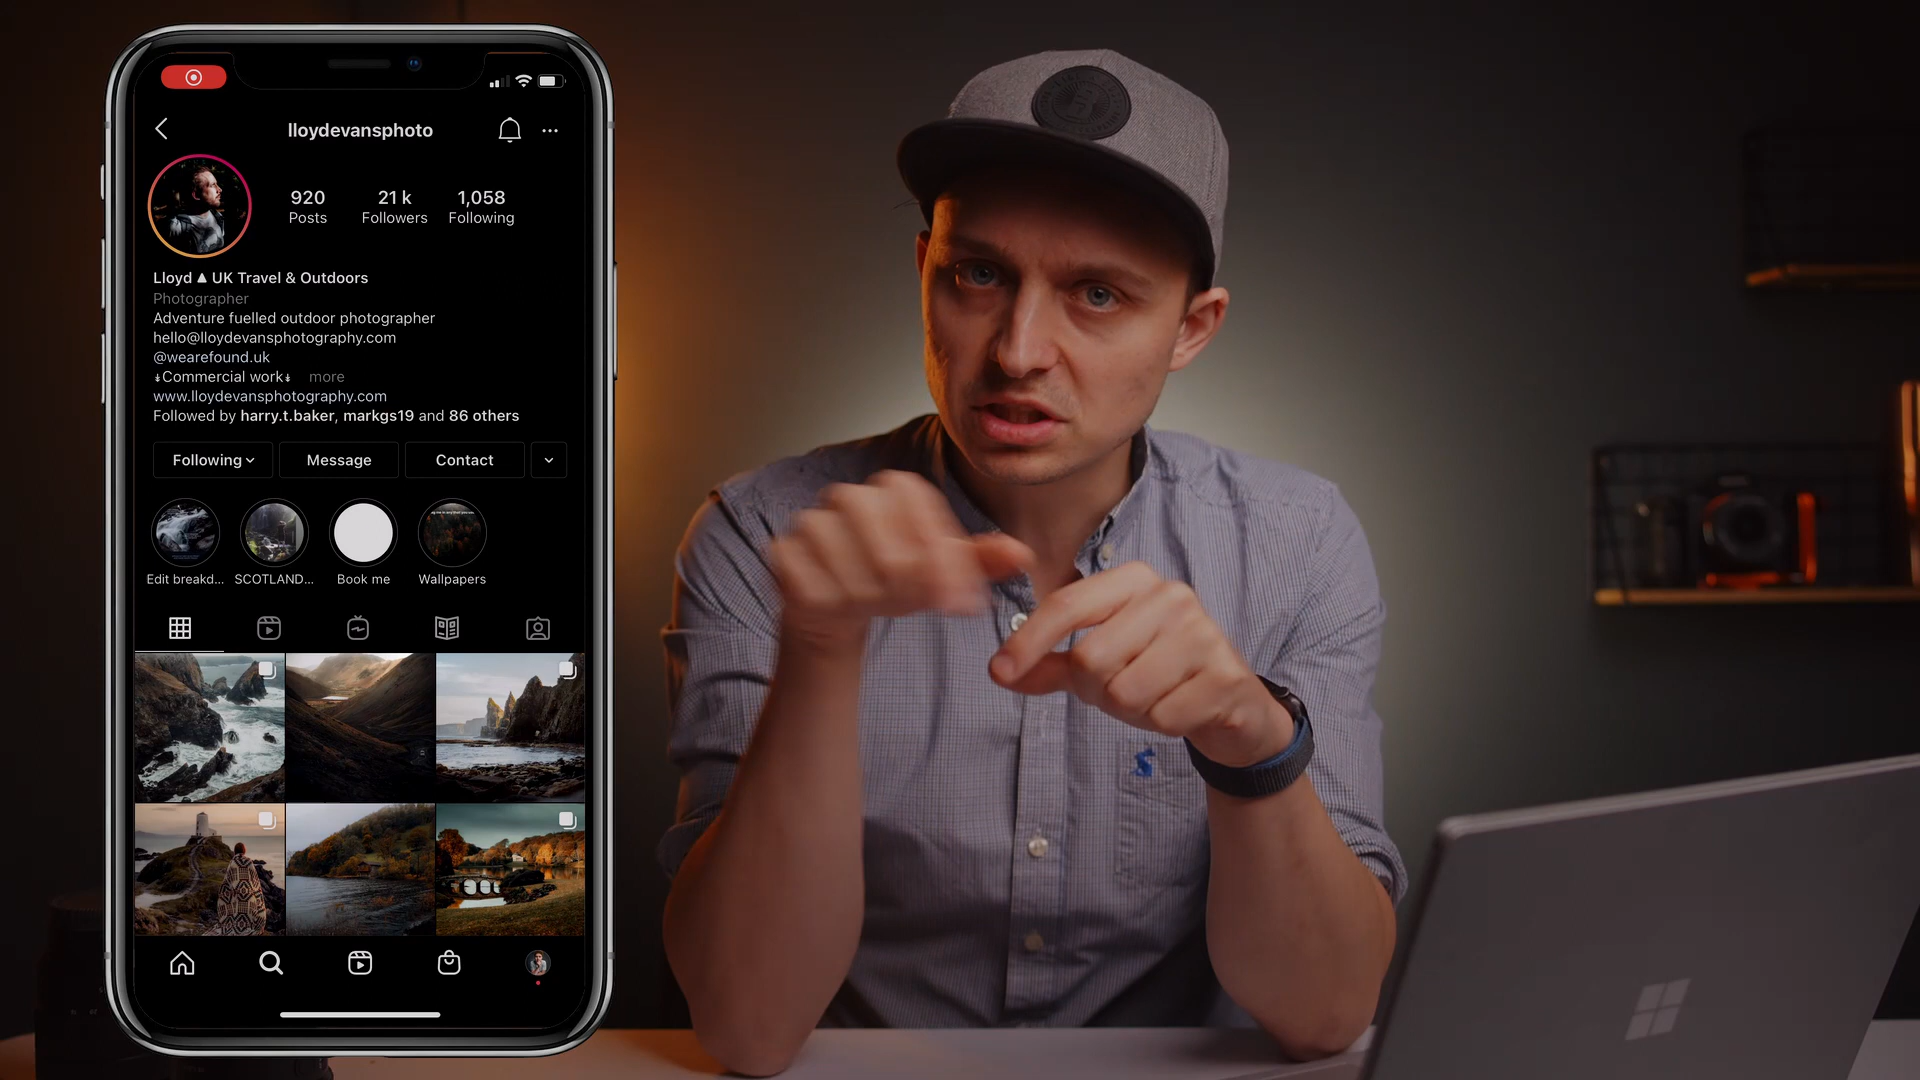 lloydevansphoto
920
21 k
1,058
Posts
Followers
Following
Lloyd ▲ UK Travel & Outdoors
Photographer
Adventure fuelled outdoor photographer
hello@lloydevansphotography.com
@wearefound.uk
↡Commercial work↡ more
www.lloydevansphotography.com
Followed by harry.t.baker, markgs19 and 86 others
Following
Message
Contact
Edit breakd...
SCOTLAND...
Book me
Wallpapers